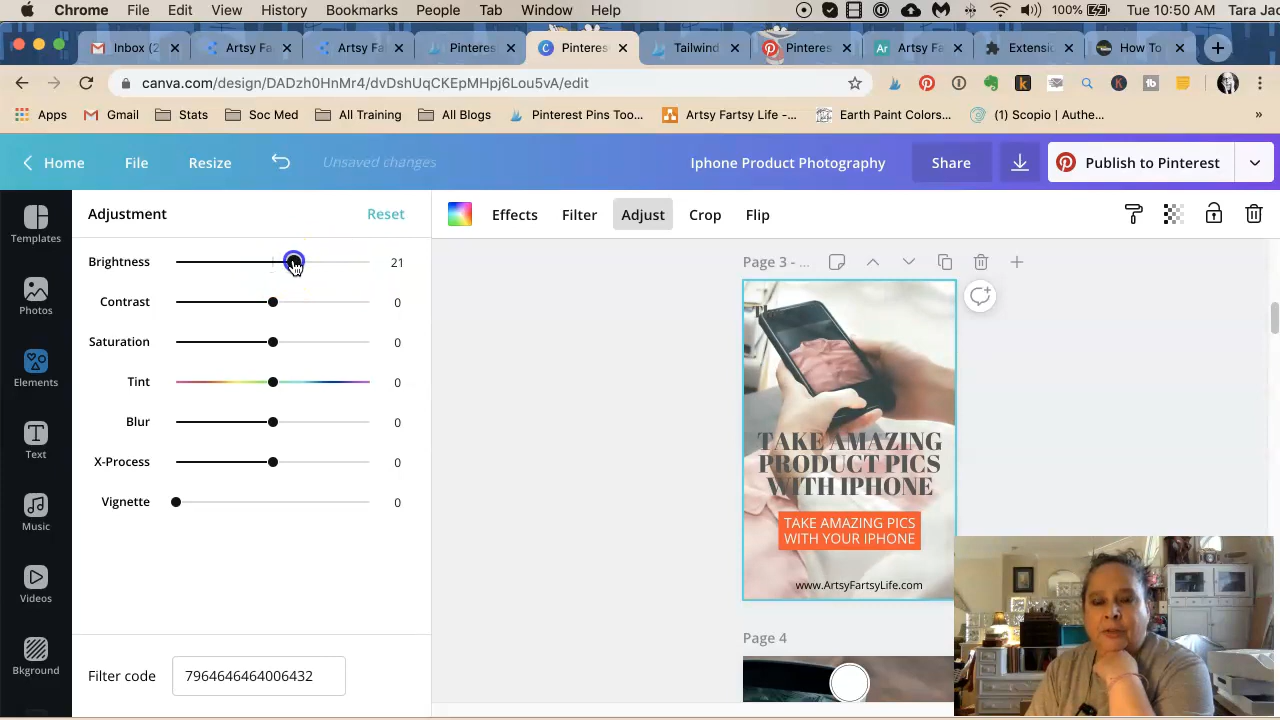 Chrome File Edit View History Bookmarks People Tab Window Help 100% Tue 10:50 AM Tara Jac
Inbox (2 Artsy Fa Artsy Fa Pinteres Pinteres Tailwind Pinteres Ar Artsy Fa Extensio How To
canva.com/design/DADzh0HnMr4/dvDshUqCKEpMHpj6Lou5vA/edit
Apps Gmail Stats Soc Med All Training All Blogs Pinterest Pins Too... Artsy Fartsy Life -... Earth Paint Colors... (1) Scopio | Authe... »
Home File Resize Unsaved changes Iphone Product Photography Share Publish to Pinterest
Adjustment Reset
Effects Filter Adjust Crop Flip
Templates
Photos
Elements
Text
Music
Videos
Bkground
Brightness 21
Contrast 0
Saturation 0
Tint 0
Blur 0
X-Process 0
Vignette 0
Filter code 7964646464006432
Page 3 - ...
TAKE AMAZING
PRODUCT PICS
WITH IPHONE
TAKE AMAZING PICS
WITH YOUR IPHONE
www.ArtsyFartsyLife.com
Page 4